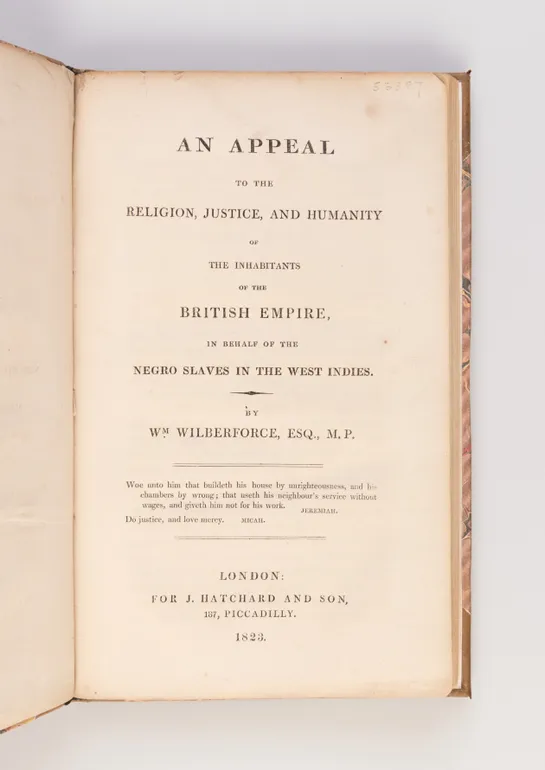 AN APPEAL
TO THE
RELIGION, JUSTICE, AND HUMANITY
OF
THE INHABITANTS
OF THE
BRITISH EMPIRE,
IN BEHALF OF THE
NEGRO SLAVES IN THE WEST INDIES.
BY
WM. WILBERFORCE, ESQ., M. P.
Woe unto him that buildeth his house by unrighteousness, and his
chambers by wrong; that useth his neighbour's service without
wages, and giveth him not for his work. JEREMIAH.
Do justice, and love mercy. MICAH.
LONDON:
FOR J. HATCHARD AND SON,
187, PICCADILLY.
1823.